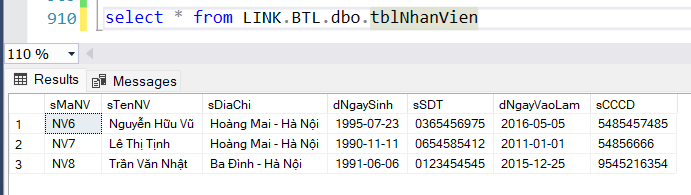 910 select * from LINK.BTL.dbo.tblNhanVien
110 %
Results Messages
sMaNV sTenNV sDiaChi dNgaySinh sSDT dNgayVaoLam sCCCD
1 NV6 Nguyễn Hữu Vũ Hoàng Mai - Hà Nội 1995-07-23 0365456975 2016-05-05 5485457485
2 NV7 Lê Thị Tịnh Hoàng Mai - Hà Nội 1990-11-11 0654585412 2011-01-01 54856666
3 NV8 Trần Văn Nhật Ba Đình - Hà Nội 1991-06-06 0123454545 2015-12-25 9545216354